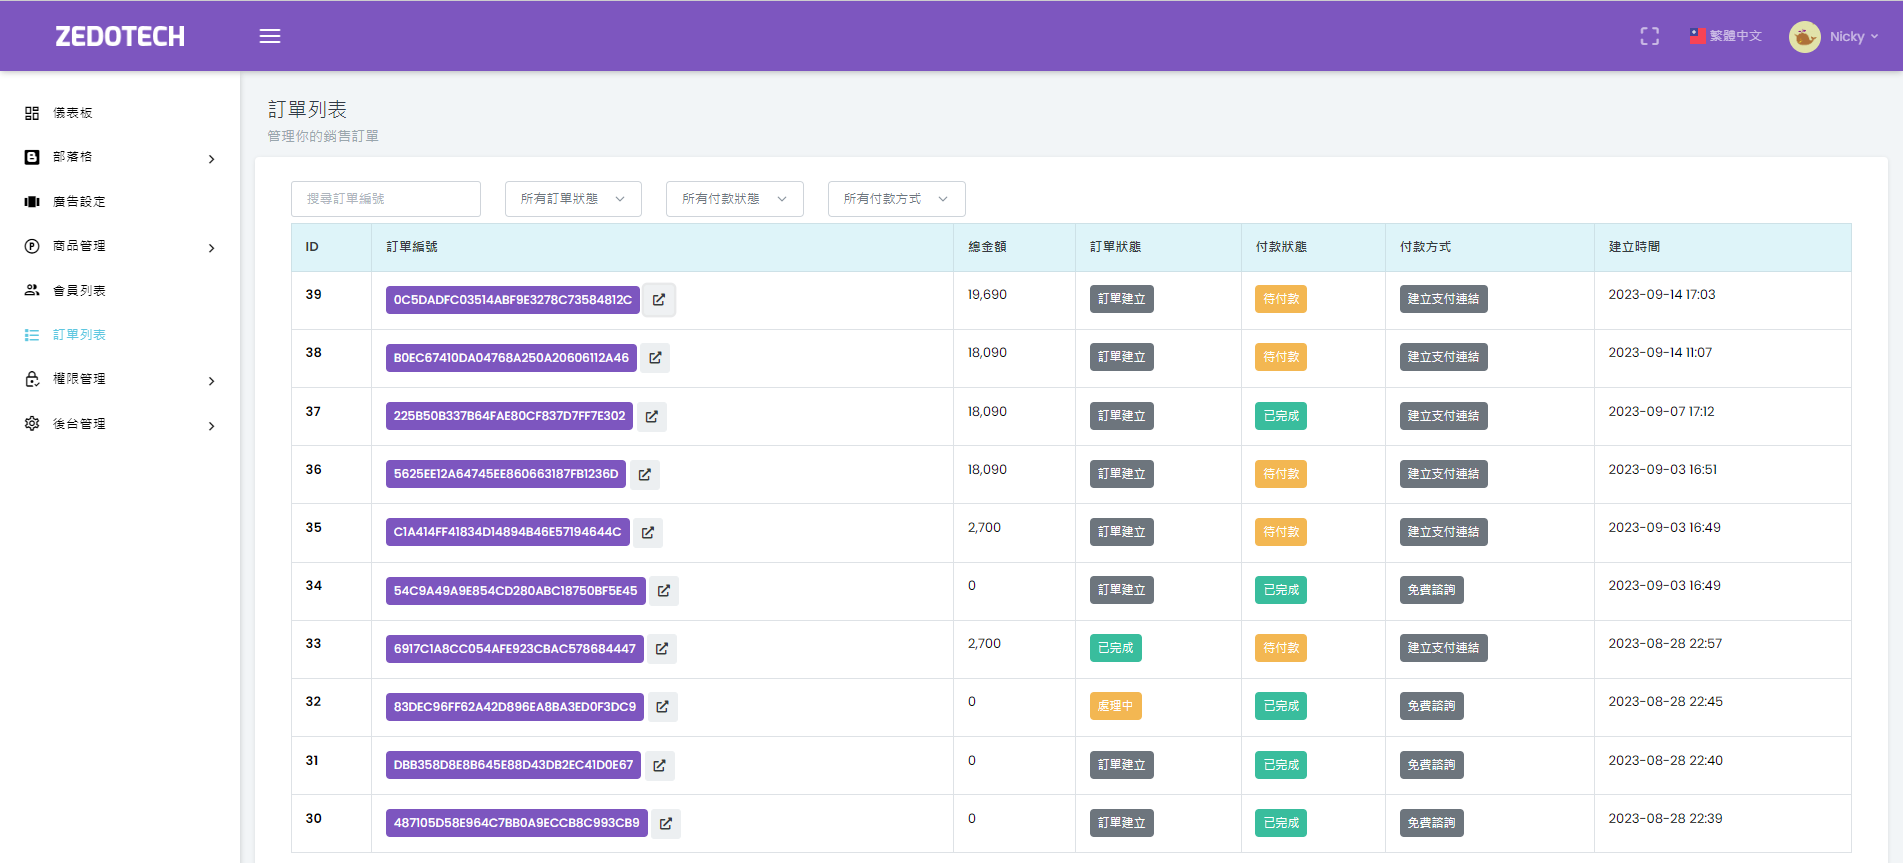 ZEDOTECH
繁體中文
Nicky
儀表板
部落格
廣告設定
商品管理
會員列表
訂單列表
權限管理
後台管理
訂單列表
管理你的銷售訂單
搜尋訂單編號 所有訂單狀態 所有付款狀態 所有付款方式
ID 訂單編號 總金額 訂單狀態 付款狀態 付款方式 建立時間
39 0C5DADFC03514ABF9E3278C73584812C 19,690 訂單建立 待付款 建立支付連結 2023-09-14 17:03
38 B0EC67410DA04768A250A20606112A46 18,090 訂單建立 待付款 建立支付連結 2023-09-14 11:07
37 225B50B337B64FAE80CF837D7FF7E302 18,090 訂單建立 已完成 建立支付連結 2023-09-07 17:12
36 5625EE12A64745EE860663187FB1236D 18,090 訂單建立 待付款 建立支付連結 2023-09-03 16:51
35 C1A414FF41834D14894B46E57194644C 2,700 訂單建立 待付款 建立支付連結 2023-09-03 16:49
34 54C9A49A9E854CD280ABC18750BF5E45 0 訂單建立 已完成 免費諮詢 2023-09-03 16:49
33 6917C1A8CC054AFE923CBAC578684447 2,700 已完成 待付款 建立支付連結 2023-08-28 22:57
32 83DEC96FF62A42D896EA8BA3ED0F3DC9 0 處理中 已完成 免費諮詢 2023-08-28 22:45
31 DBB358D8E8B645E88D43DB2EC41D0E67 0 訂單建立 已完成 免費諮詢 2023-08-28 22:40
30 487105D58E964C7BB0A9ECCB8C993CB9 0 訂單建立 已完成 免費諮詢 2023-08-28 22:39